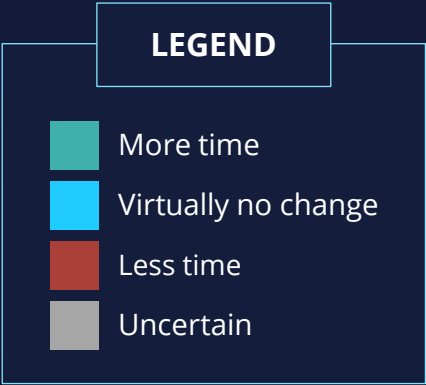 LEGEND
More time
Virtually no change
Less time
Uncertain